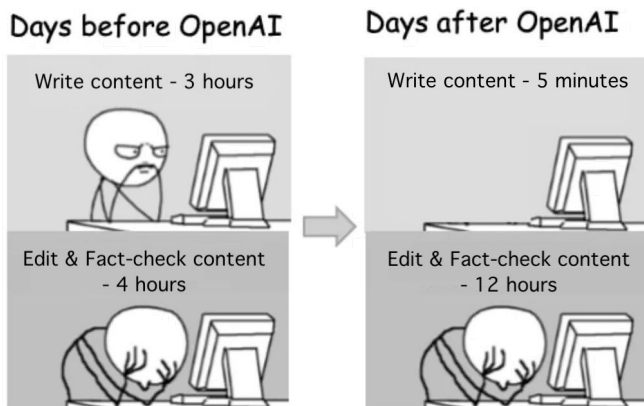 Days before OpenAI
Days after OpenAI
Write content - 3 hours
Write content - 5 minutes
Edit & Fact-check content
- 4 hours
Edit & Fact-check content
- 12 hours